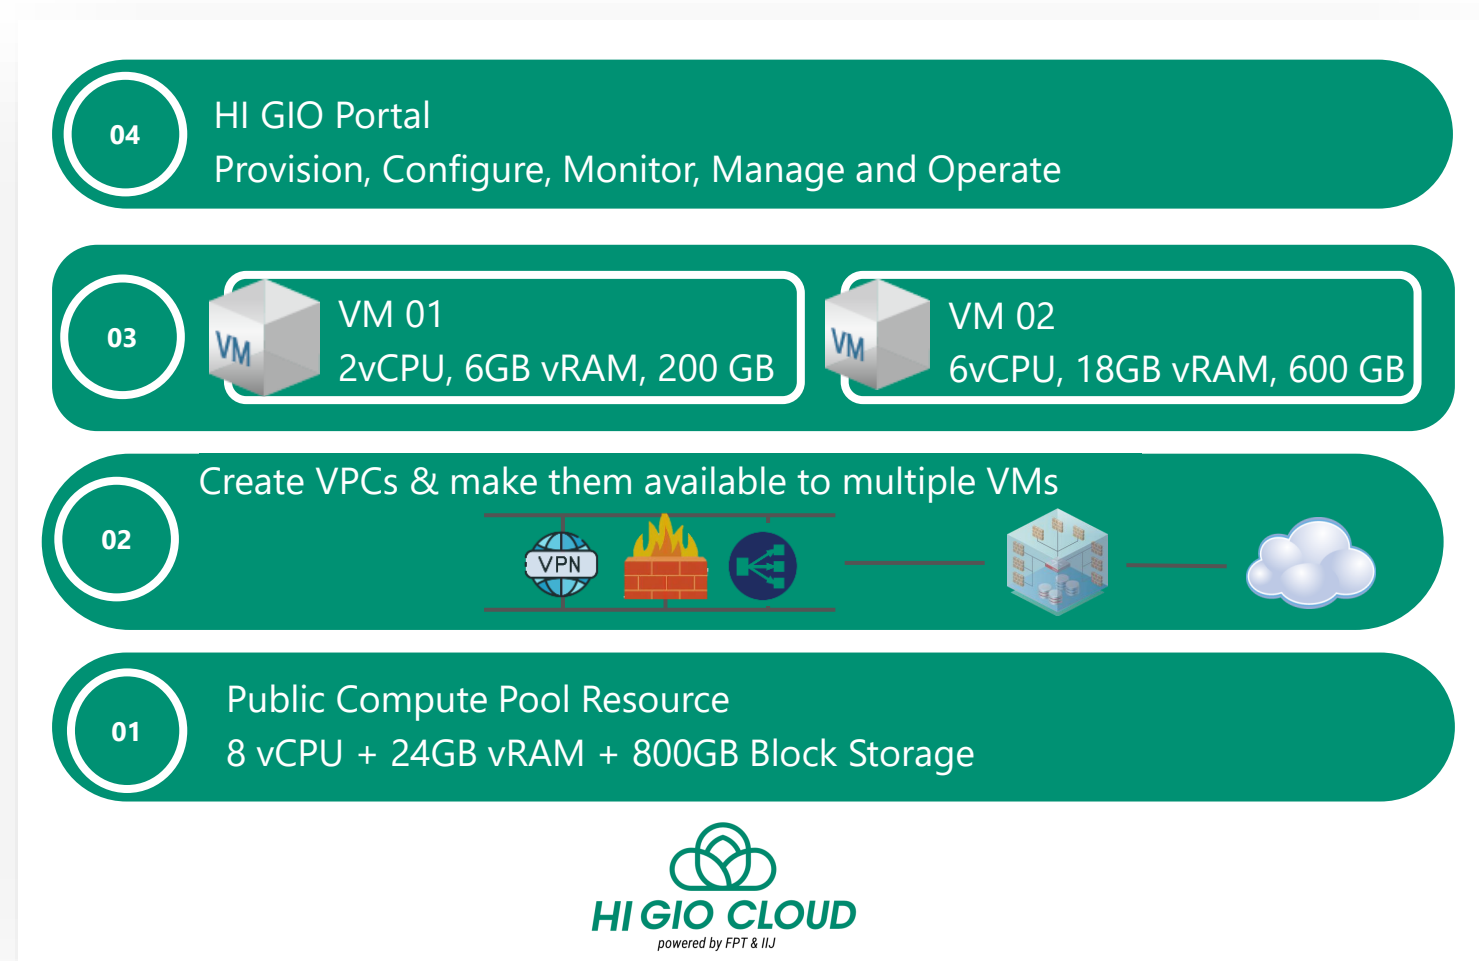 04
HI GIO Portal
Provision, Configure, Monitor, Manage and Operate
03
VM
VM 01
2vCPU, 6GB vRAM, 200 GB
VM
VM 02
6vCPU, 18GB vRAM, 600 GB
02
Create VPCs & make them available to multiple VMs
VPN
01
Public Compute Pool Resource
8 vCPU + 24GB vRAM + 800GB Block Storage
HI GIO CLOUD
powered by FPT & IIJ